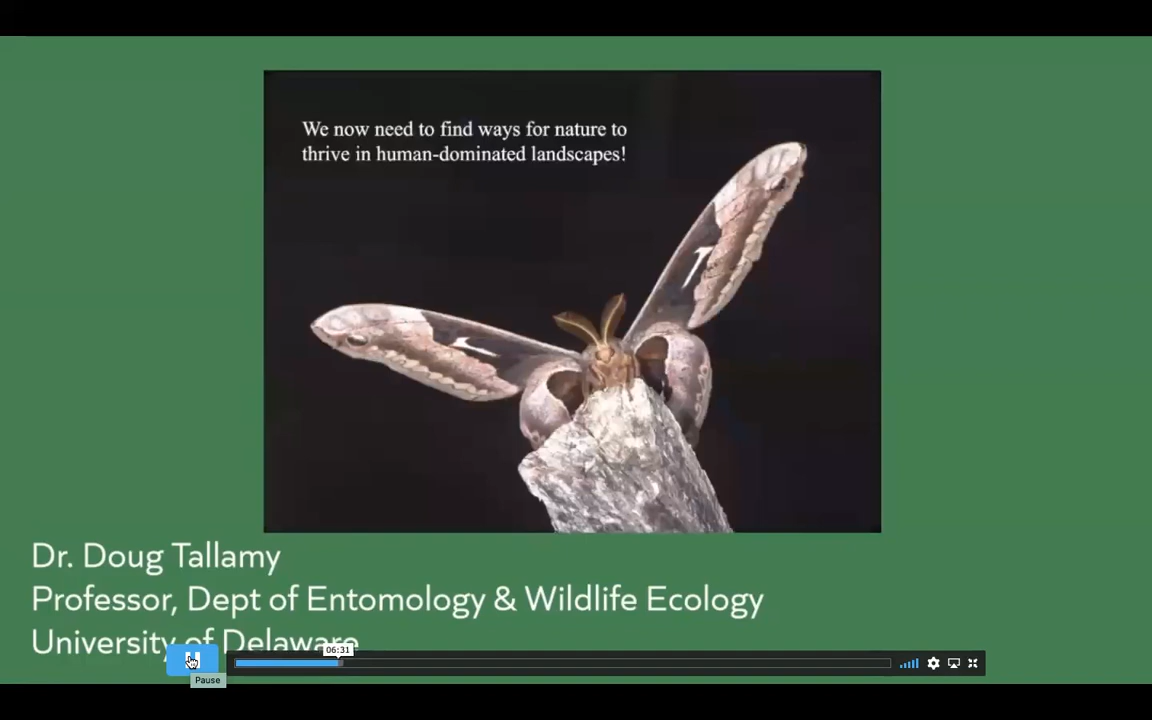 We now need to find ways for nature to
thrive in human-dominated landscapes!
Dr. Doug Tallamy
Professor, Dept of Entomology & Wildlife Ecology
University of Delaware
06:31
Pause